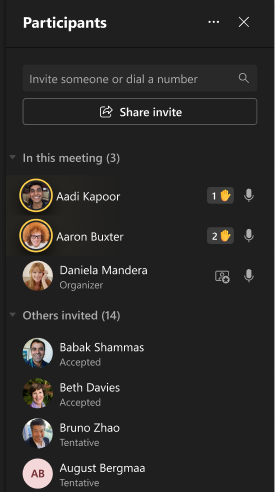 Participants
Invite someone or dial a number
Share invite
In this meeting (3)
Aadi Kapoor 1
Aaron Buxter 2
Daniela Mandera
Organizer
Others invited (14)
Babak Shammas
Accepted
Beth Davies
Accepted
Bruno Zhao
Tentative
AB August Bergmaa
Tentative